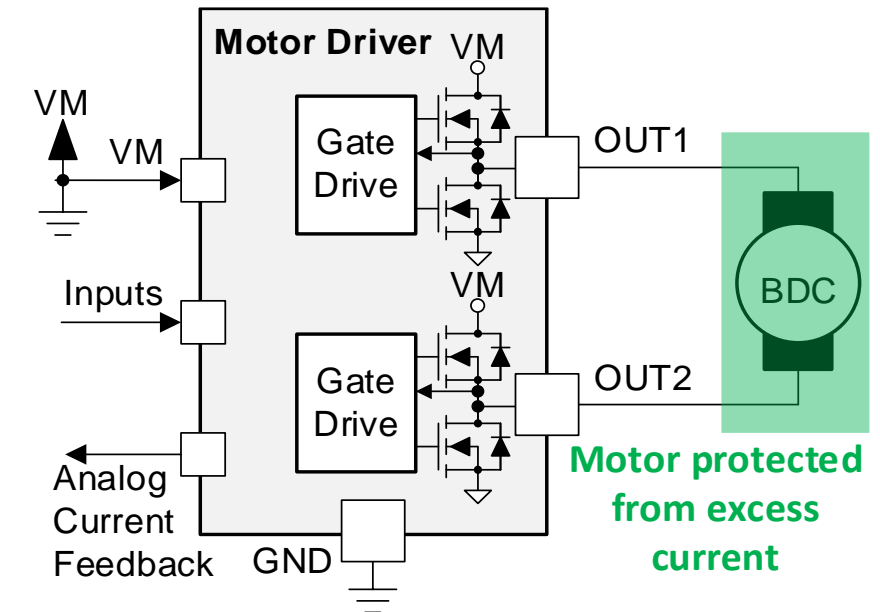 Motor Driver
VM
VM
VM
Gate
Drive
OUT1
Inputs
VM
BDC
Gate
Drive
OUT2
Analog
Current
Feedback
GND
Motor protected
from excess
current